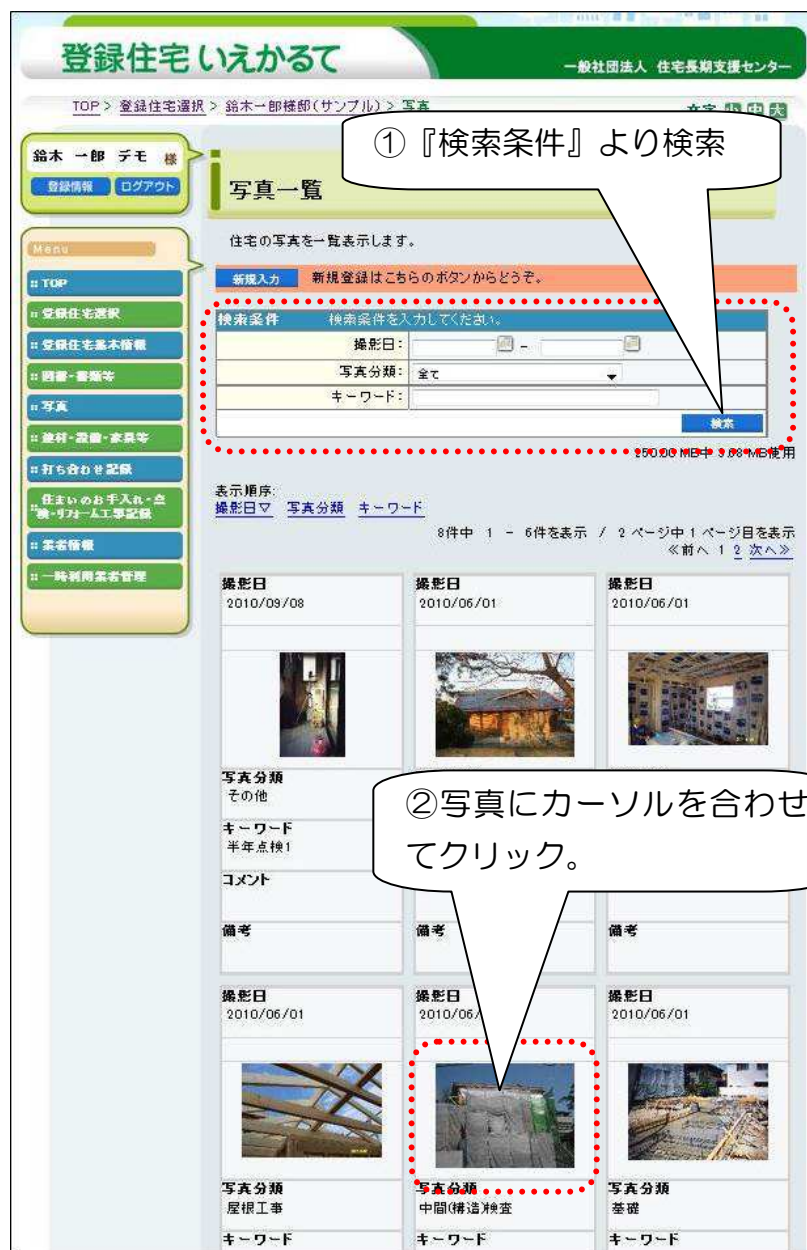 登録住宅 いえかるて
一般社団法人 住宅長期支援センター
TOP > 登録住宅選択 > 鈴木一郎様邸(サンプル) > 写真
文字 小 中 大
①『検索条件』より検索
鈴木 一郎 デモ 様
登録情報 ログアウト
写真一覧
Menu
TOP
登録住宅選択
登録住宅基本情報
図書・書類等
写真
建材・設備・家具等
打ち合わせ記録
住まいのお手入れ・点
検・リフォーム工事記録
業者情報
一時利用業者管理
住宅の写真を一覧表示します。
新規入力 新規登録はこちらのボタンからどうぞ。
検索条件 検索条件を入力してください。
撮影日: -
写真分類: 全て
キーワード:
検索
250.00 MB中 3.68 MB使用
表示順序:
撮影日▽ 写真分類 キーワード
8件中 1 - 6件を表示 / 2 ページ中 1 ページ目を表示
≪前へ 1 2 次へ≫
撮影日 撮影日 撮影日
2010/09/08 2010/06/01 2010/06/01
写真分類
その他
キーワード
半年点検1
コメント
②写真にカーソルを合わせ
てクリック。
備考 備考 備考
撮影日 撮影日 撮影日
2010/06/01 2010/06/ 2010/06/01
写真分類 写真分類 写真分類
屋根工事 中間(構造)検査 基礎
キーワード キーワード キーワード